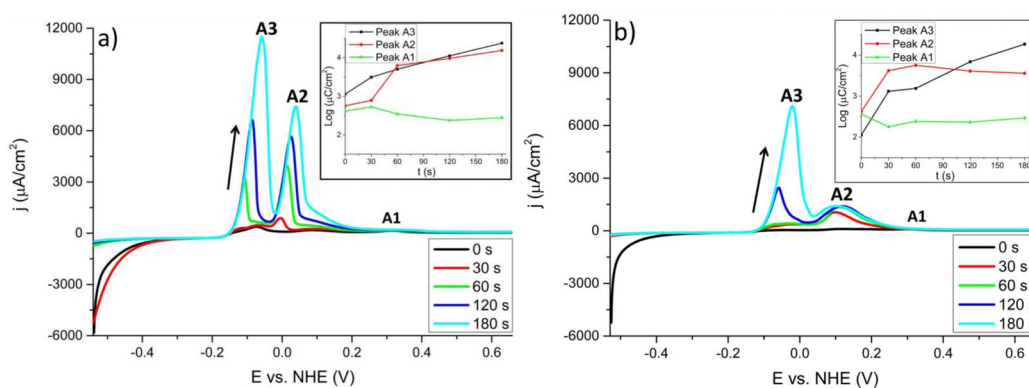 a)
A3
A2
A1
12000
9000
6000
3000
0
-3000
-6000
j (μA/cm²)
-0.4
-0.2
0.0
0.2
0.4
0.6
E vs. NHE (V)
0 s
30 s
60 s
120 s
180 s
Peak A3
Peak A2
Peak A1
Log (μC/cm²)
4
3
2
0 30 60 90 120 150 180
t (s)
b)
A3
A2
A1
12000
9000
6000
3000
0
-3000
-6000
j (μA/cm²)
-0.4
-0.2
0.0
0.2
0.4
0.6
E vs. NHE (V)
0 s
30 s
60 s
120 s
180 s
Peak A3
Peak A2
Peak A1
Log (μC/cm²)
4
3
2
0 30 60 90 120 150 180
t (s)